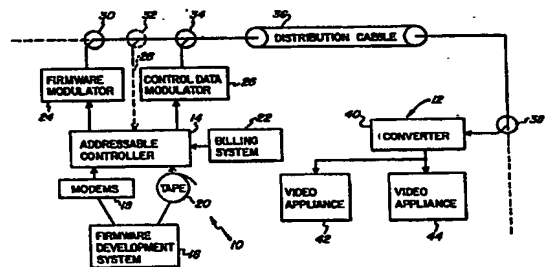 30 32 34 36
DISTRIBUTION CABLE
28
FIRMWARE MODULATOR
CONTROL DATA MODULATOR
24 26
12
40
CONVERTER
38
14 22
ADDRESSABLE CONTROLLER
BILLING SYSTEM
MODEMS
18
TAPE
20
VIDEO APPLIANCE
VIDEO APPLIANCE
42 44
FIRMWARE DEVELOPMENT SYSTEM
16
10